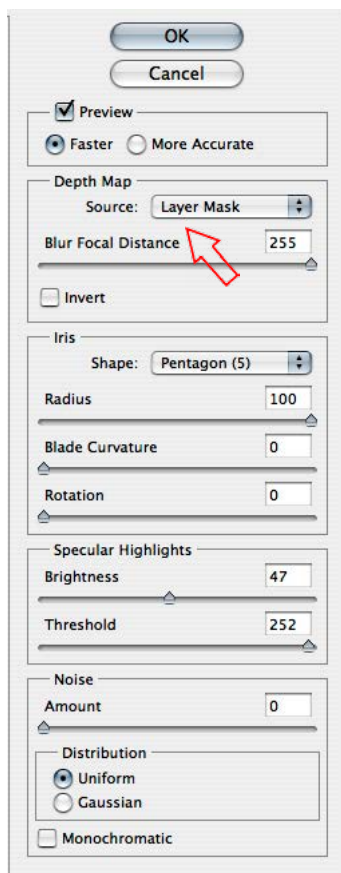 OK
Cancel
Preview
Faster More Accurate
Depth Map
Source: Layer Mask
Blur Focal Distance 255
Invert
Iris
Shape: Pentagon (5)
Radius 100
Blade Curvature 0
Rotation 0
Specular Highlights
Brightness 47
Threshold 252
Noise
Amount 0
Distribution
Uniform
Gaussian
Monochromatic